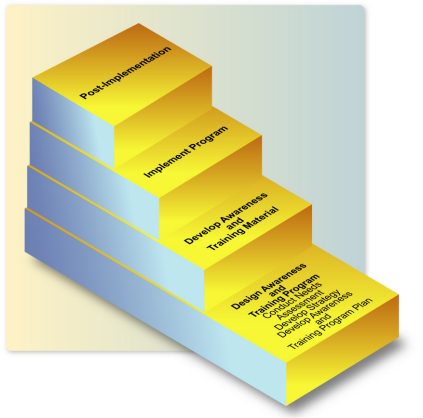 Post-Implementation
Implement Program
Develop Awareness
and
Training Material
Design Awareness
and
Training Program
Conduct Needs
Assessment
Develop Strategy
Develop Awareness
and
Training Program Plan